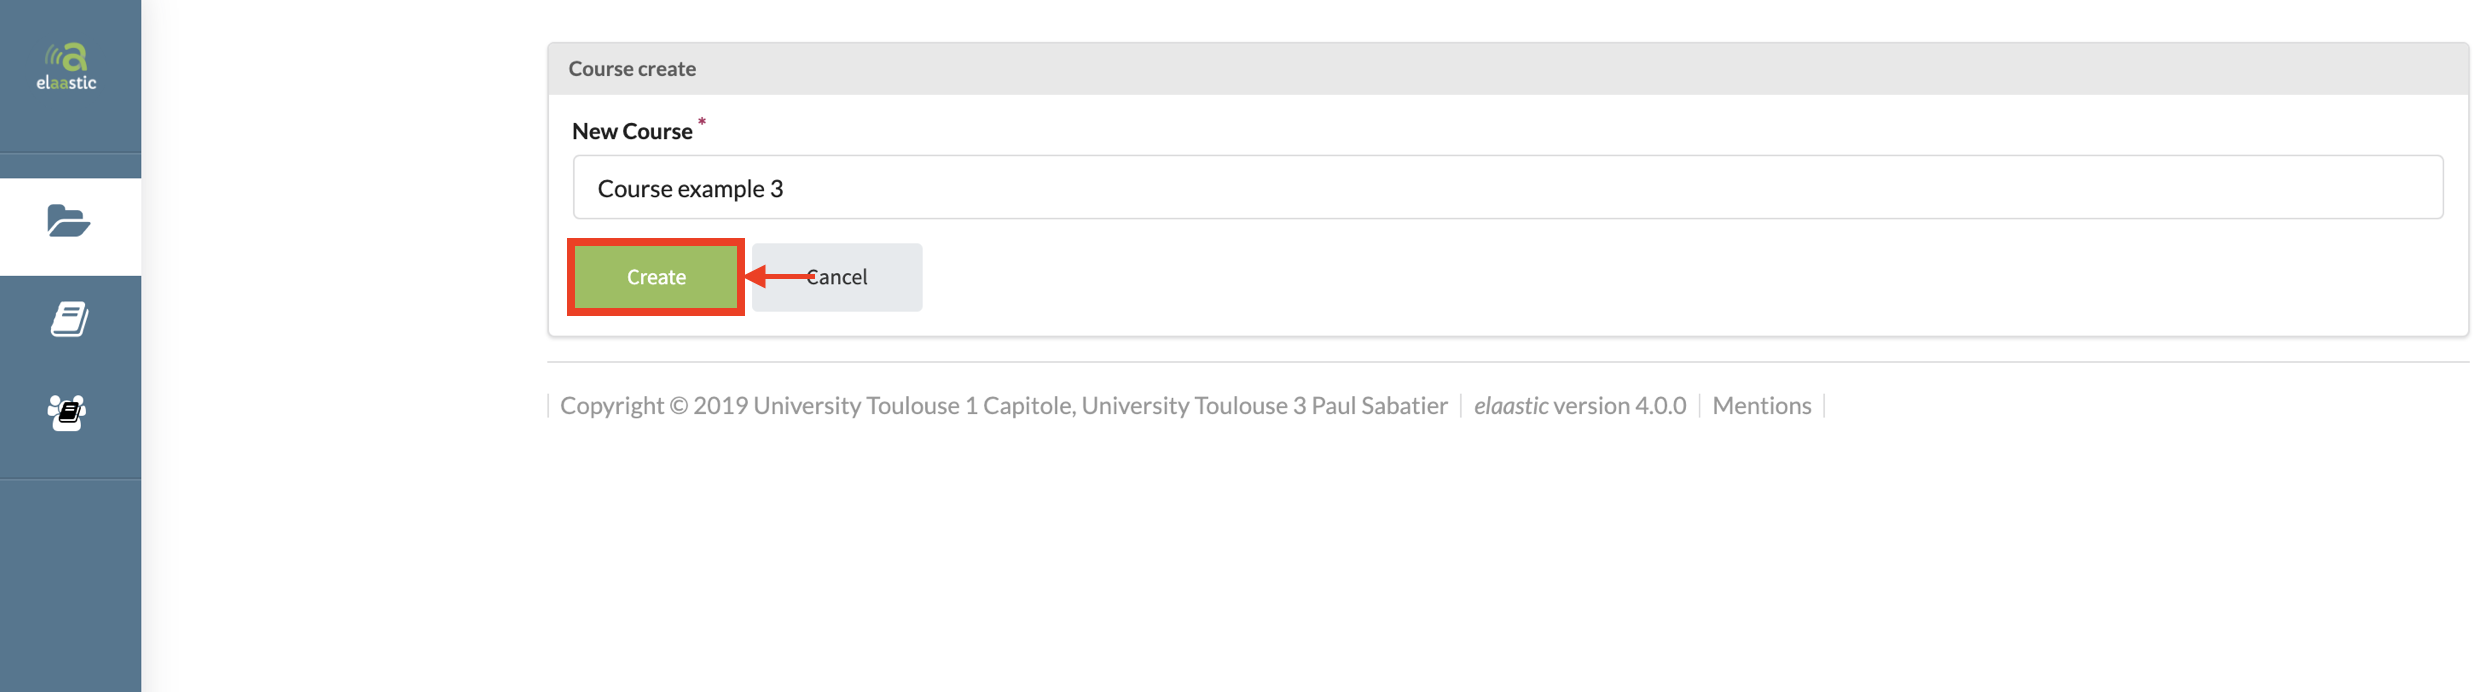 elaastic
Course create
New Course *
Course example 3
Create
Cancel
Copyright © 2019 University Toulouse 1 Capitole, University Toulouse 3 Paul Sabatier | elaastic version 4.0.0 | Mentions |